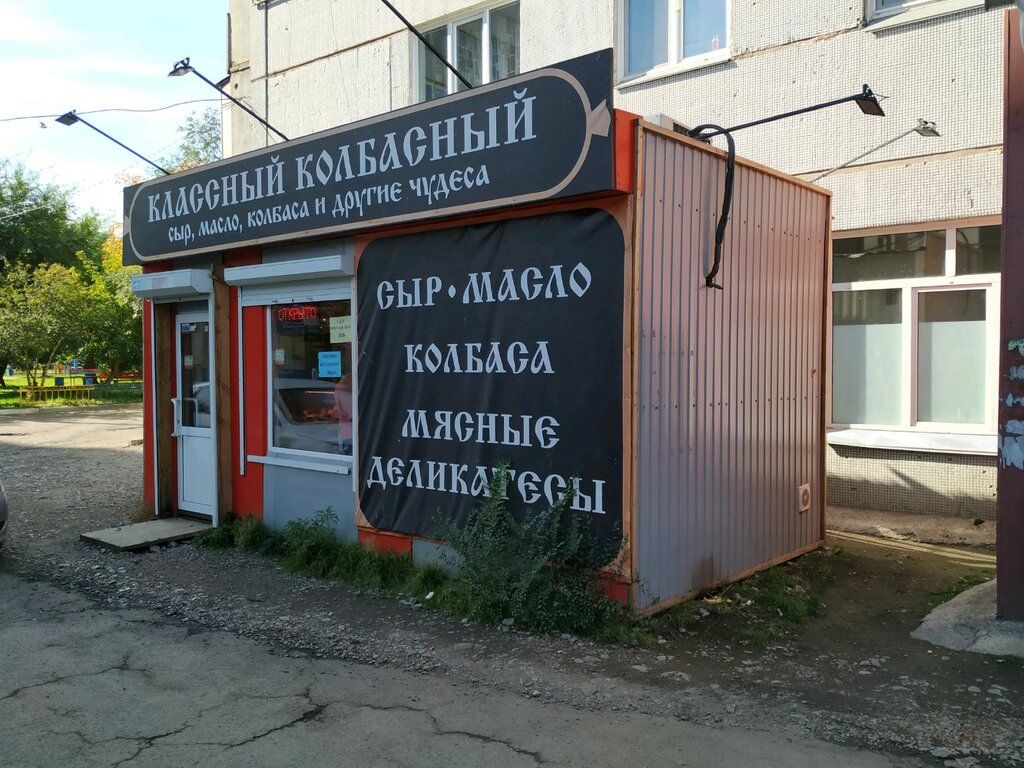 КЛАССНЫЙ КОЛБАСНЫЙ
СЫР, МАСЛО, КОЛБАСА И ДРУГИЕ ЧУДЕСА
ОТКРЫТО
СЫР • МАСЛО
КОЛБАСА
МЯСНЫЕ
ДЕЛИКАТЕСЫ